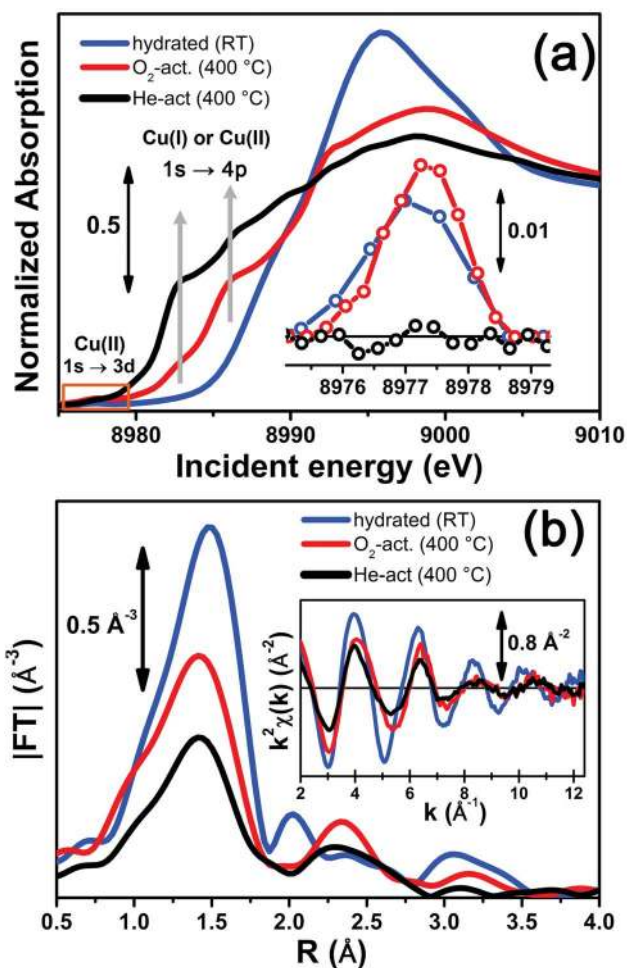 (a)
hydrated (RT)
O₂-act. (400 °C)
He-act (400 °C)
Cu(I) or Cu(II)
1s → 4p
0.5
0.01
Cu(II)
1s → 3d
8976 8977 8978 8979
Normalized Absorption
8980 8990 9000 9010
Incident energy (eV)
(b)
hydrated (RT)
O₂-act. (400 °C)
He-act (400 °C)
0.5 Å⁻³
0.8 Å⁻²
k²χ(k) (Å⁻²)
2 4 6 8 10 12
k (Å⁻¹)
|FT| (Å⁻³)
0.5 1.0 1.5 2.0 2.5 3.0 3.5 4.0
R (Å)